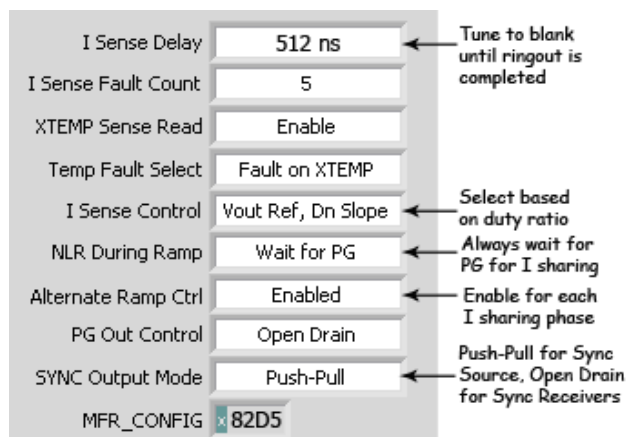 I Sense Delay 512 ns Tune to blank
until ringout is
completed
I Sense Fault Count 5
XTEMP Sense Read Enable
Temp Fault Select Fault on XTEMP
I Sense Control Vout Ref, Dn Slope Select based
on duty ratio
NLR During Ramp Wait for PG Always wait for
PG for I sharing
Alternate Ramp Ctrl Enabled Enable for each
I sharing phase
PG Out Control Open Drain
SYNC Output Mode Push-Pull Push-Pull for Sync
Source, Open Drain
for Sync Receivers
MFR_CONFIG x 82D5